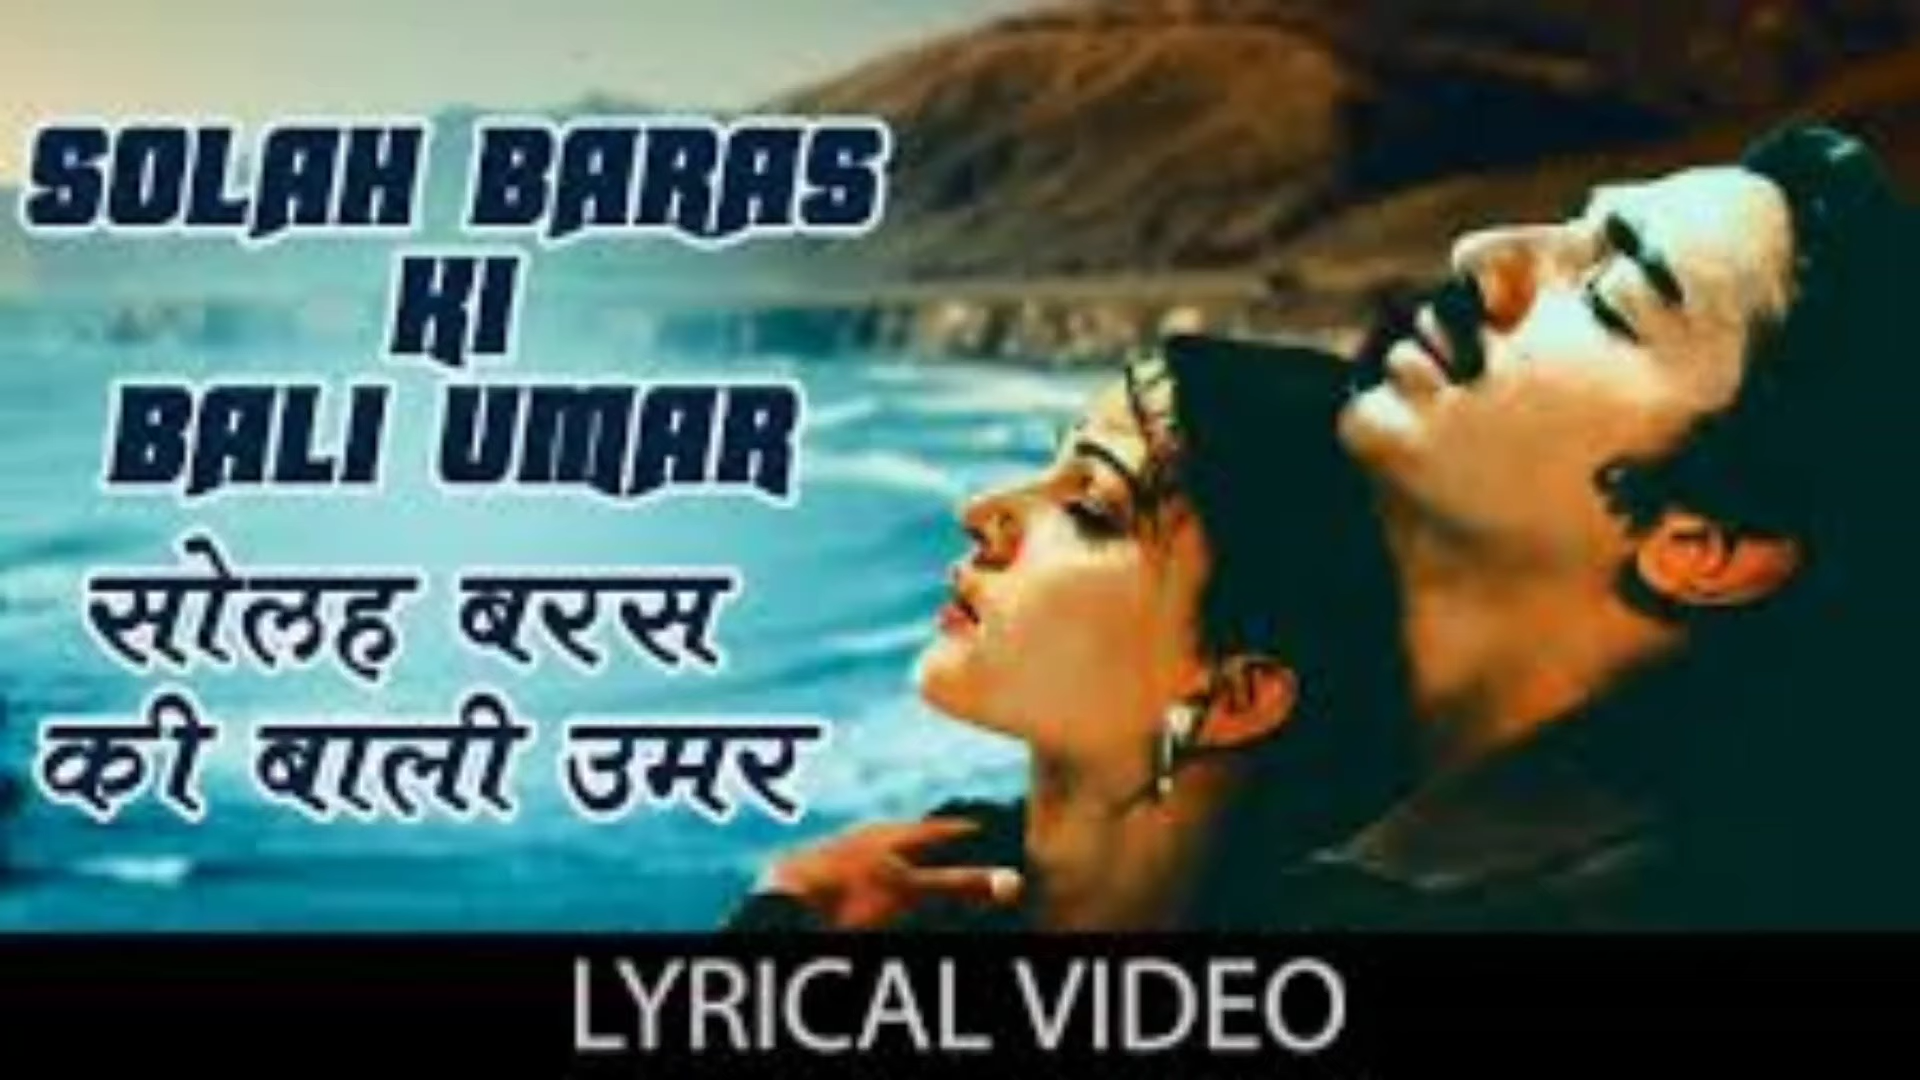 SOLAH BARAS
KI
BALI UMAR
सोलह बरस
की बाली उमर
LYRICAL VIDEO